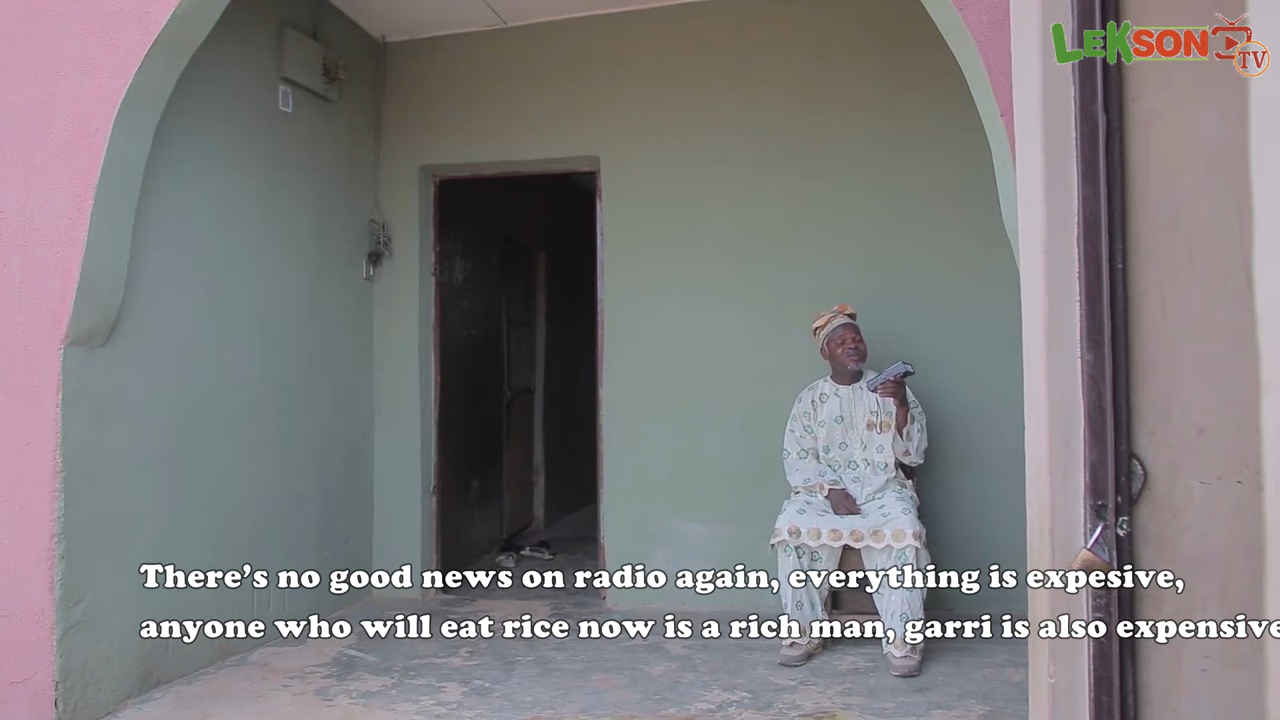 LEKSON TV
There's no good news on radio again, everything is expesive,
anyone who will eat rice now is a rich man, garri is also expensive